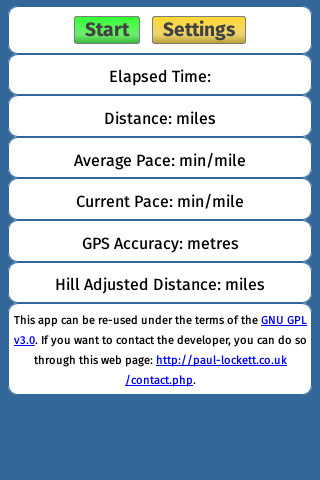 Start Settings
Elapsed Time:
Distance: miles
Average Pace: min/mile
Current Pace: min/mile
GPS Accuracy: metres
Hill Adjusted Distance: miles
This app can be re-used under the terms of the GNU GPL
v3.0. If you want to contact the developer, you can do so
through this web page: http://paul-lockett.co.uk
/contact.php.